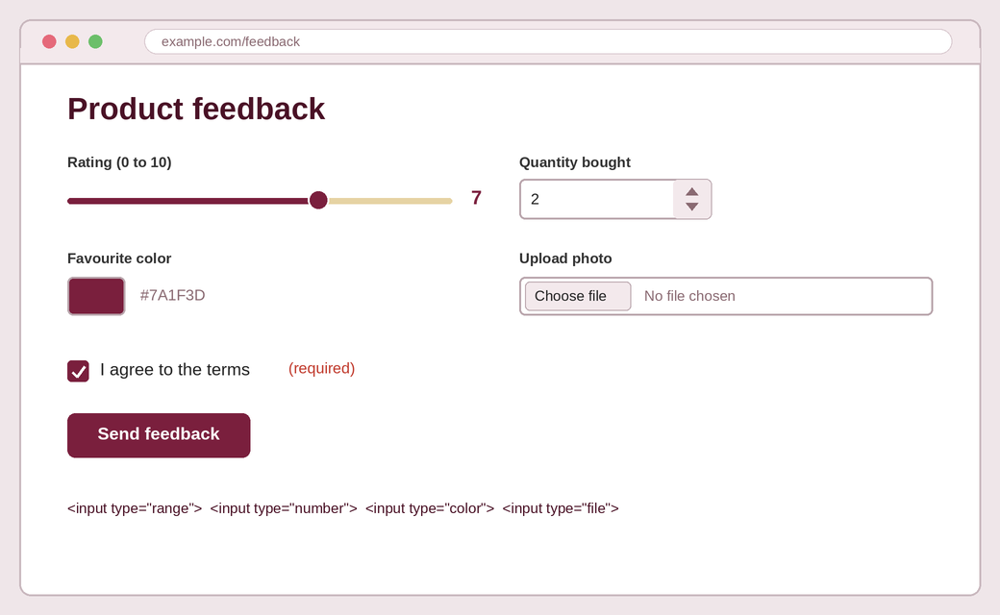 example.com/feedback
Product feedback
Rating (0 to 10)
7
Quantity bought
2
Favourite color
#7A1F3D
Upload photo
Choose file
No file chosen
I agree to the terms
(required)
Send feedback
<input type="range"> <input type="number"> <input type="color"> <input type="file">